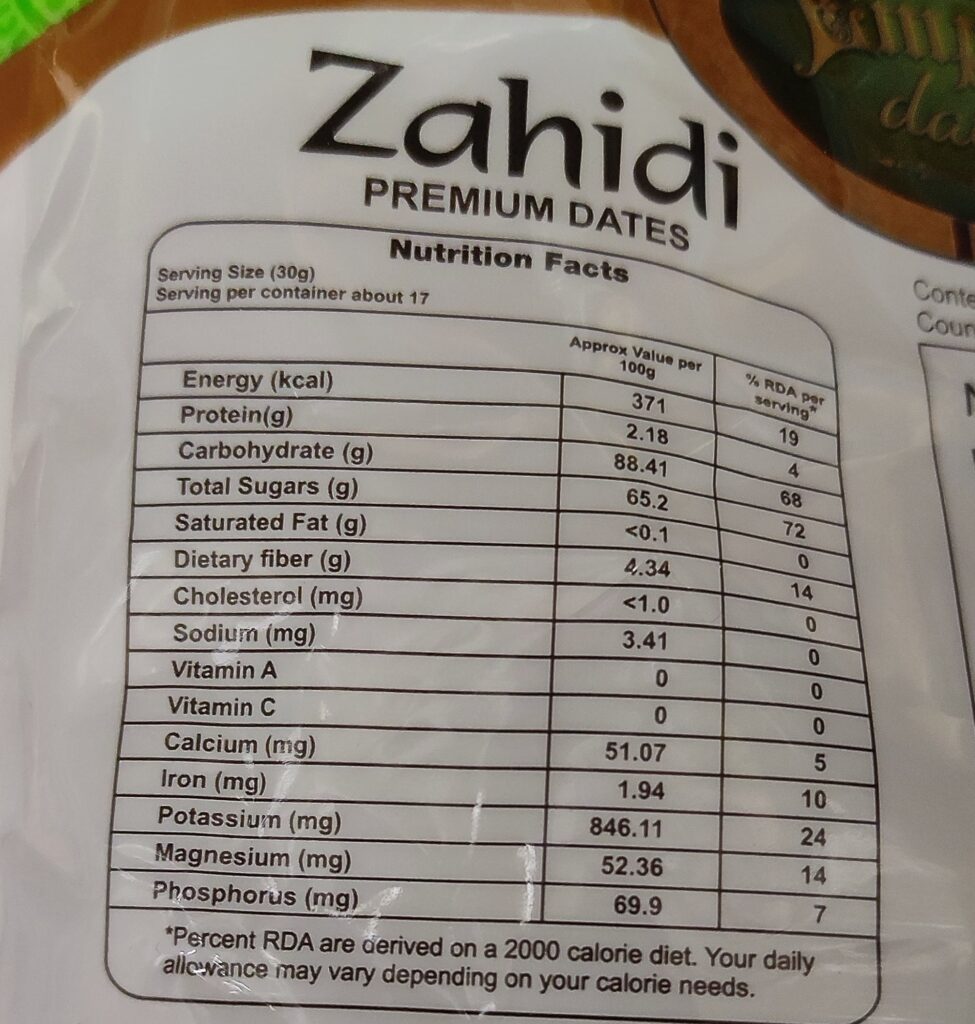 Zahidi
PREMIUM DATES
Nutrition Facts
Serving Size (30g)
Serving per container about 17
Approx Value per 100g % RDA per serving*
Energy (kcal) 371 19
Protein(g) 2.18 4
Carbohydrate (g) 88.41 68
Total Sugars (g) 65.2 72
Saturated Fat (g) <0.1 0
Dietary fiber (g) 4.34 14
Cholesterol (mg) <1.0 0
Sodium (mg) 3.41 0
Vitamin A 0 0
Vitamin C 0 0
Calcium (mg) 51.07 5
Iron (mg) 1.94 10
Potassium (mg) 846.11 24
Magnesium (mg) 52.36 14
Phosphorus (mg) 69.9 7
*Percent RDA are derived on a 2000 calorie diet. Your daily
allowance may vary depending on your calorie needs.